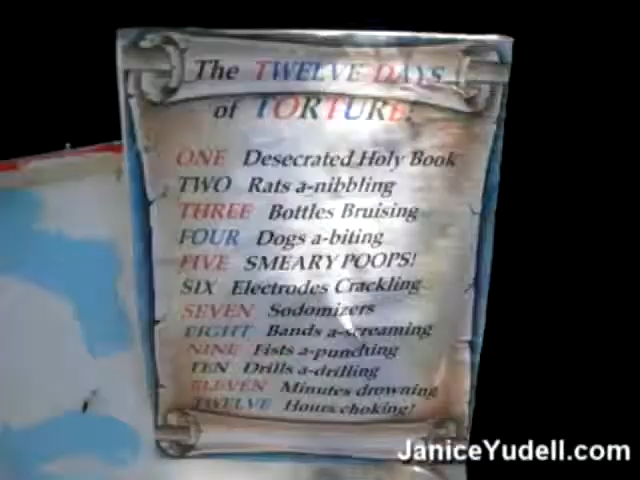 The TWELVE DAYS
of TORTURE!
ONE Desecrated Holy Book
TWO Rats a-nibbling
THREE Bottles Bruising
FOUR Dogs a-biting
FIVE SMEARY POOPS!
SIX Electrodes Crackling
SEVEN Sodomizers
EIGHT Bands a-screaming
NINE Fists a-punching
TEN Drills a-drilling
ELEVEN Minutes drowning
TWELVE Hours choking!
JaniceYudell.com